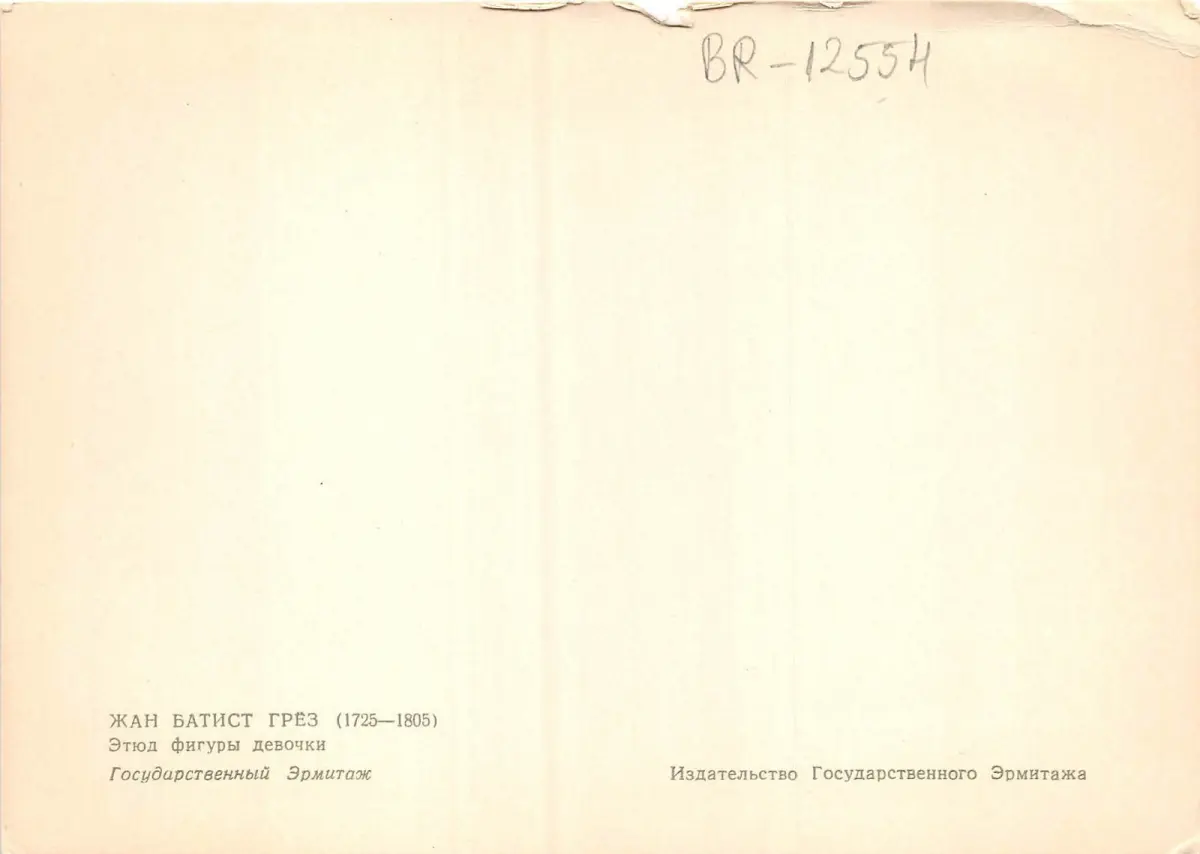 BR-12554
ЖАН БАТИСТ ГРЁЗ (1725—1805)
Этюд фигуры девочки
Государственный Эрмитаж
Издательство Государственного Эрмитажа